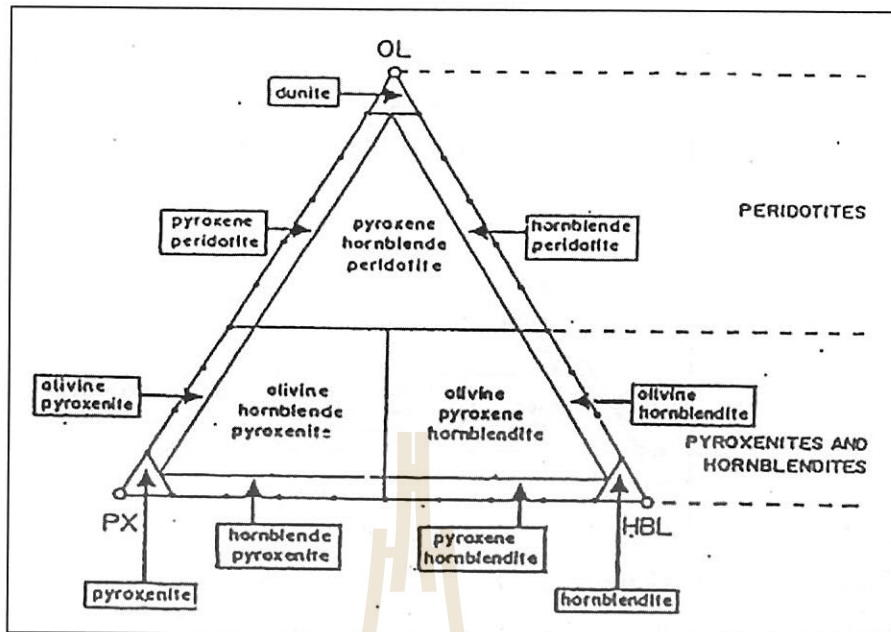 OL
dunite
PERIDOTITES
pyroxene
peridotite
pyroxene
hornblende
peridotite
hornblende
peridotite
olivine
pyroxenite
olivine
hornblende
pyroxenite
olivine
pyroxene
hornblendite
olivine
hornblendite
PYROXENITES AND
HORNBLENDITES
PX
HBL
hornblende
pyroxenite
pyroxene
hornblendite
pyroxenite
hornblendite